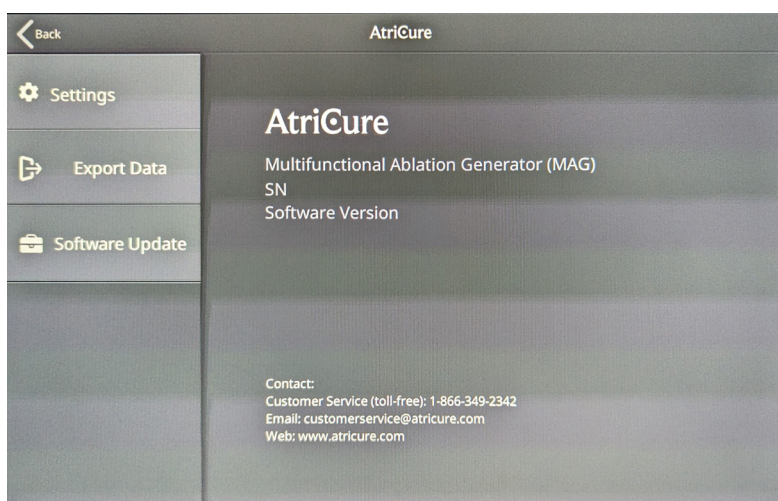 Back
AtriCure
Settings
Export Data
Software Update
AtriCure
Multifunctional Ablation Generator (MAG)
SN
Software Version
Contact:
Customer Service (toll-free): 1-866-349-2342
Email: customerservice@atricure.com
Web: www.atricure.com